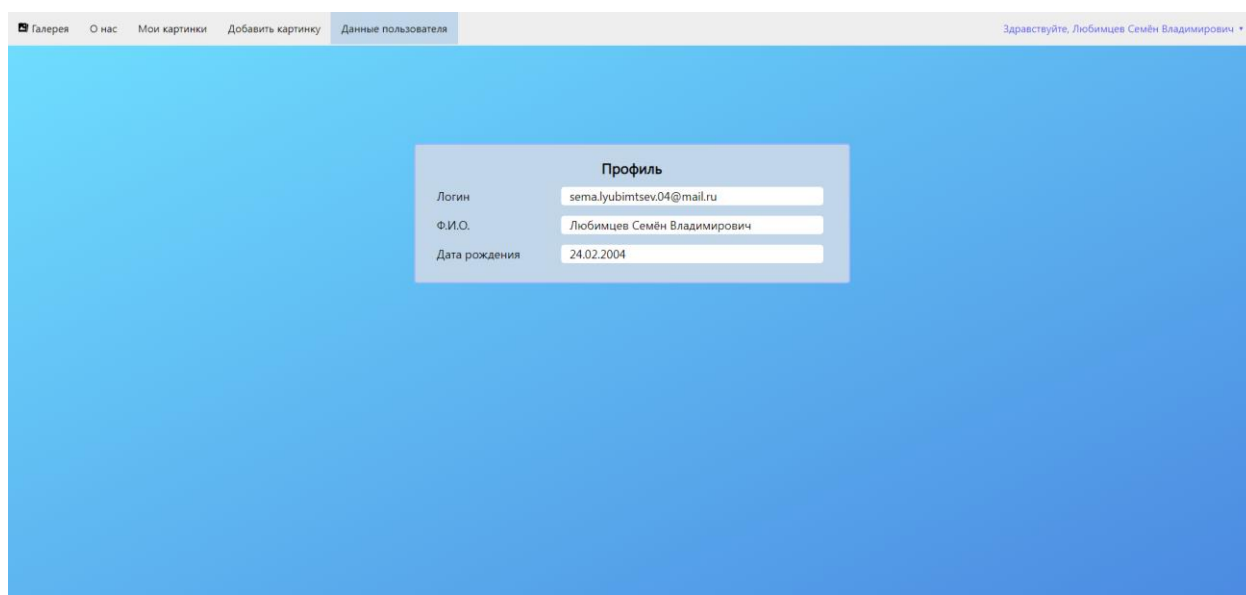 Галерея О нас Мои картинки Добавить картинку Данные пользователя Здравствуйте, Любимцев Семён Владимирович
Профиль
Логин sema.lyubimtsev.04@mail.ru
Ф.И.О. Любимцев Семён Владимирович
Дата рождения 24.02.2004